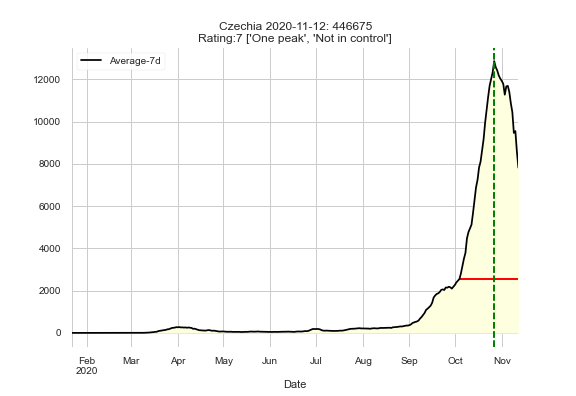 Czechia 2020-11-12: 446675
Rating:7 ['One peak', 'Not in control']
Average-7d
12000
10000
8000
6000
4000
2000
0
Feb Mar Apr May Jun Jul Aug Sep Oct Nov
2020
Date